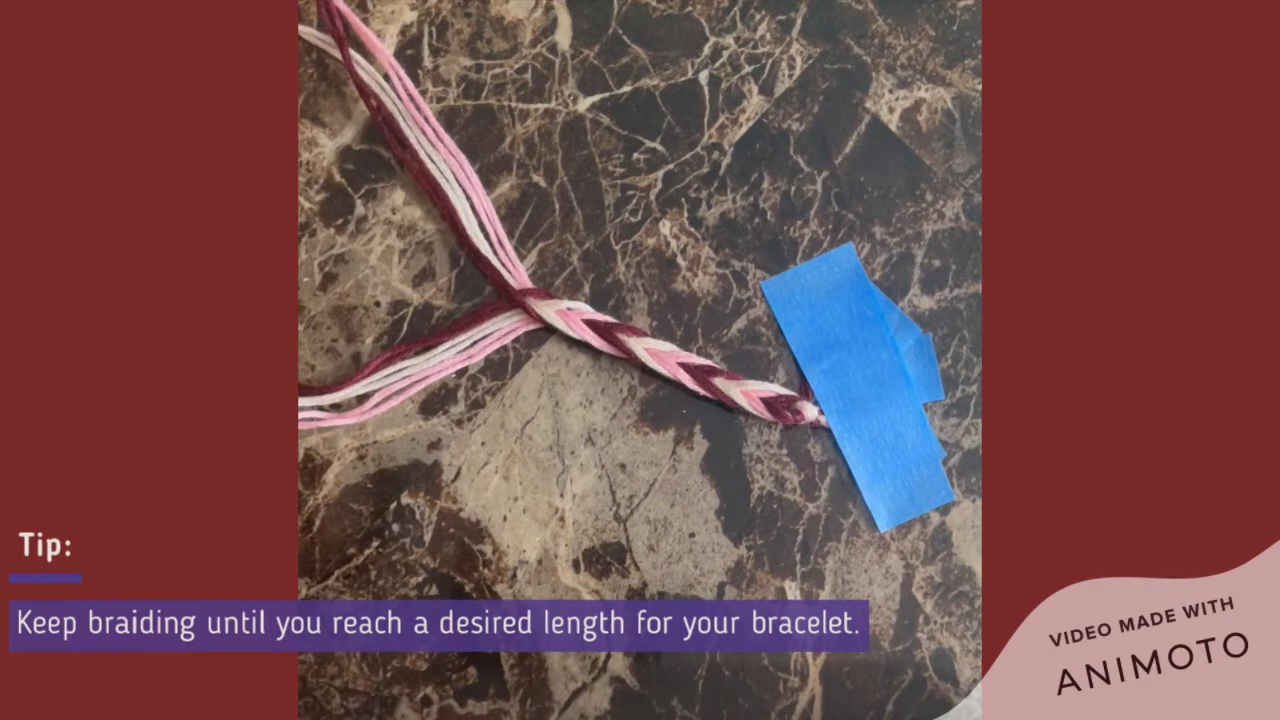 Tip:
Keep braiding until you reach a desired length for your bracelet.
VIDEO MADE WITH
ANIMOTO